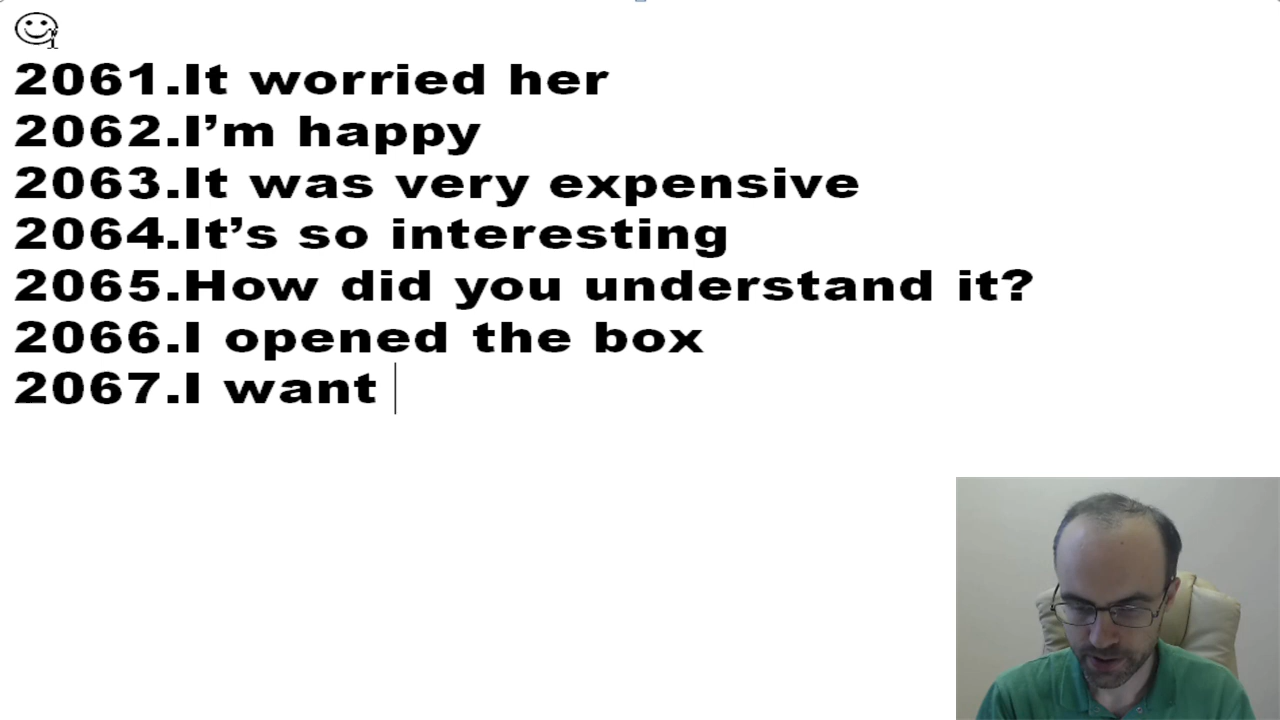 2061.It worried her
2062.I’m happy
2063.It was very expensive
2064.It’s so interesting
2065.How did you understand it?
2066.I opened the box
2067.I want